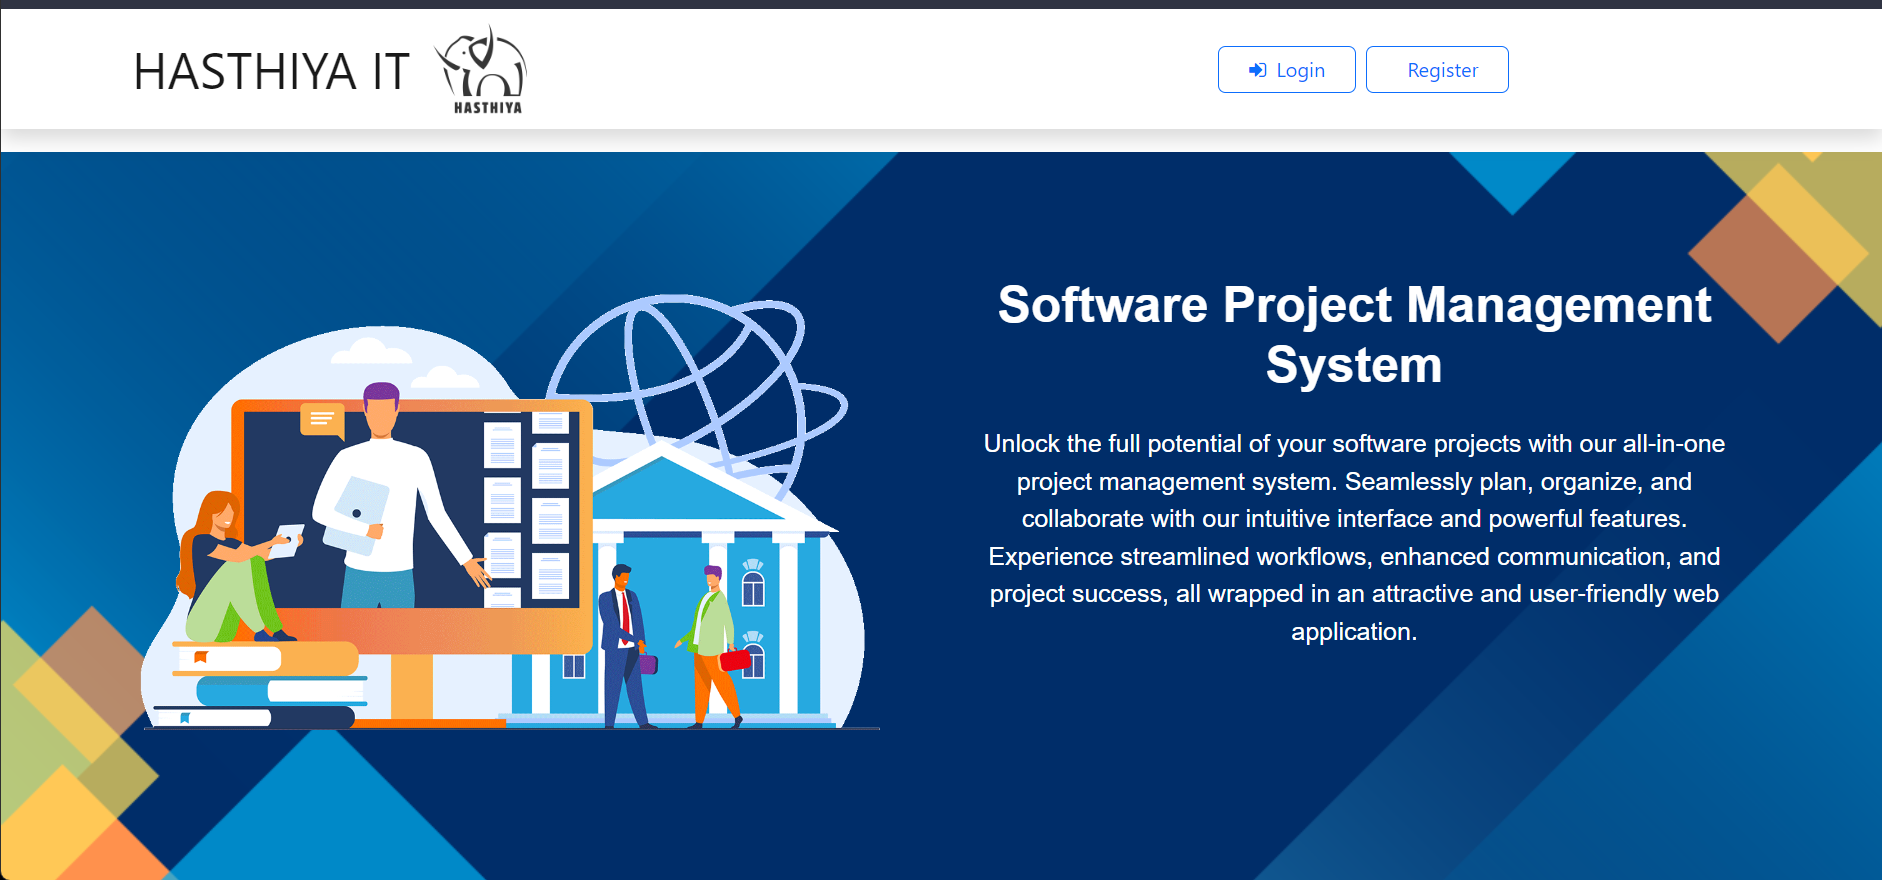 HASTHIYA IT
HASTHIYA
Login
Register
Software Project Management
System
Unlock the full potential of your software projects with our all-in-one
project management system. Seamlessly plan, organize, and
collaborate with our intuitive interface and powerful features.
Experience streamlined workflows, enhanced communication, and
project success, all wrapped in an attractive and user-friendly web
application.